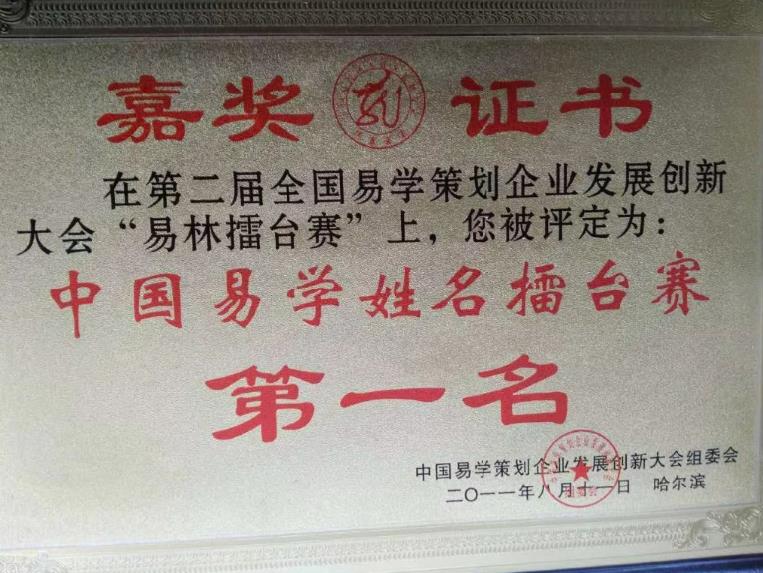 嘉奖证书
在第二届全国易学策划企业发展创新
大会“易林擂台赛”上，您被评定为：
中国易学姓名擂台赛
第一名
中国易学策划企业发展创新大会组委会
二〇一一年八月十一日 哈尔滨